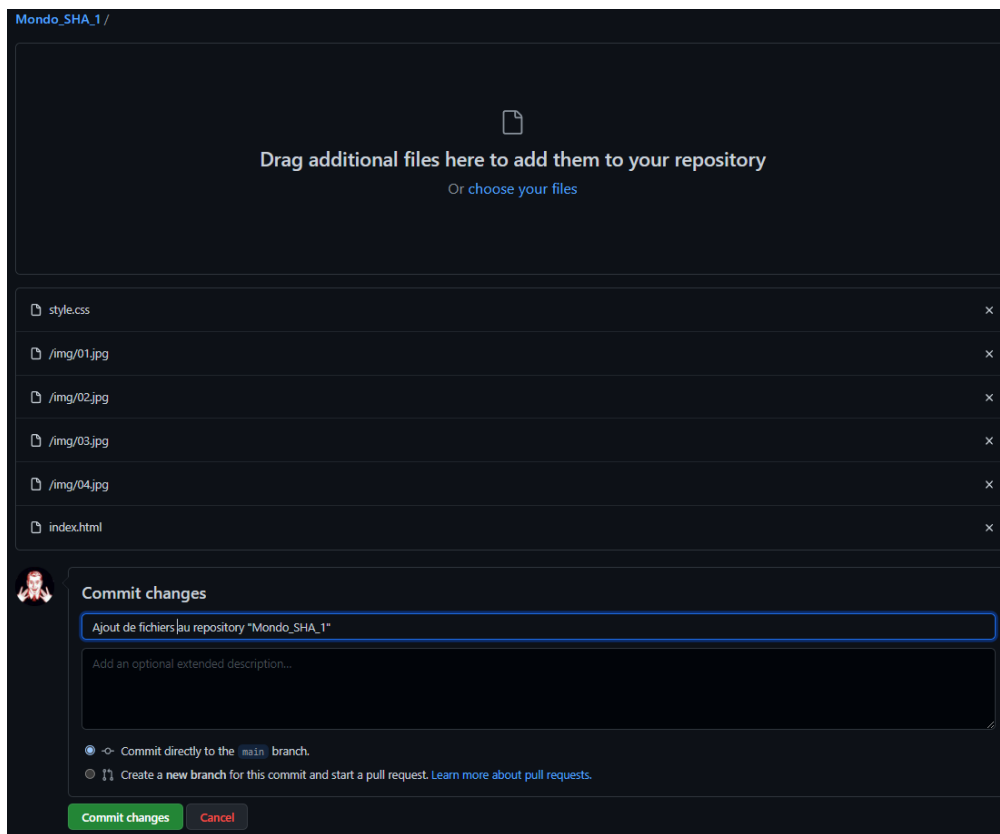 Mondo_SHA_1 /
Drag additional files here to add them to your repository
Or choose your files
style.css
/img/01.jpg
/img/02.jpg
/img/03.jpg
/img/04.jpg
index.html
Commit changes
Ajout de fichiers au repository "Mondo_SHA_1"
Add an optional extended description...
Commit directly to the main branch.
Create a new branch for this commit and start a pull request. Learn more about pull requests.
Commit changes Cancel